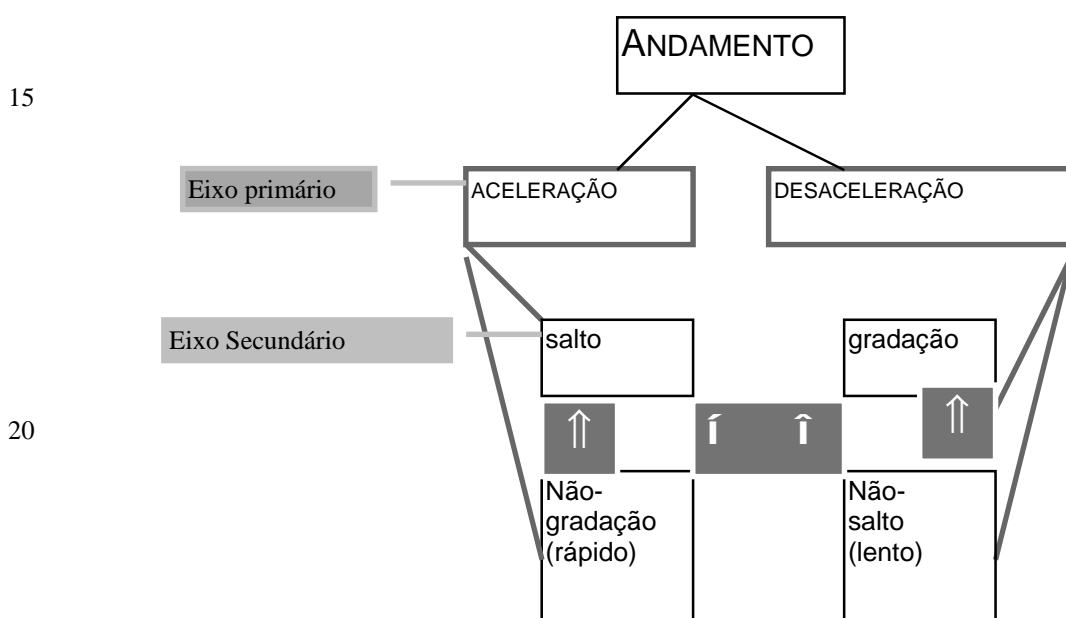 ANDAMENTO
15
Eixo primário
ACELERAÇÃO
DESACELERAÇÃO
Eixo Secundário
salto
gradação
20
⇑
Í Î
⇑
Não-
gradação
(rápido)
Não-
salto
(lento)